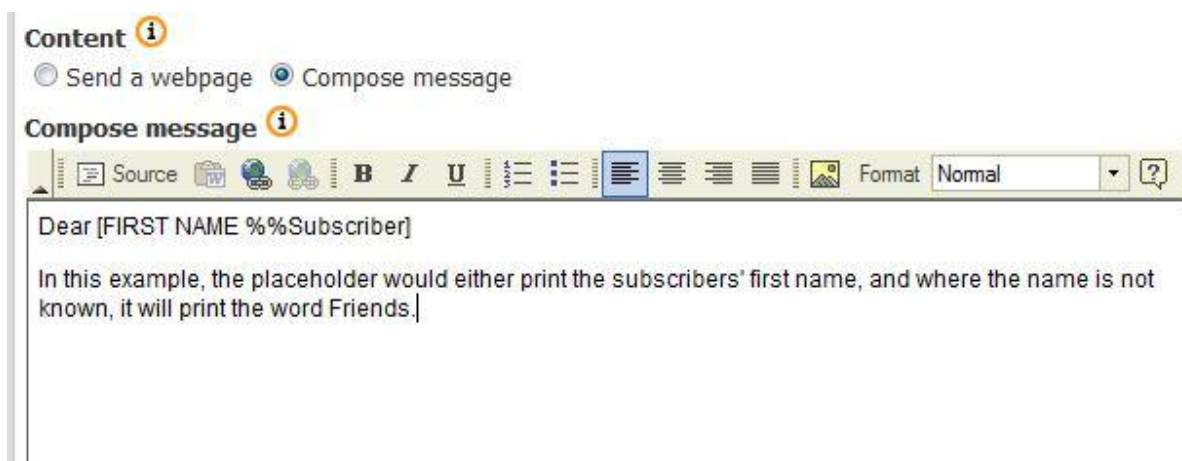 Content
Send a webpage Compose message
Compose message
Source B I U Format Normal
Dear [FIRST NAME %%Subscriber]
In this example, the placeholder would either print the subscribers' first name, and where the name is not
known, it will print the word Friends.